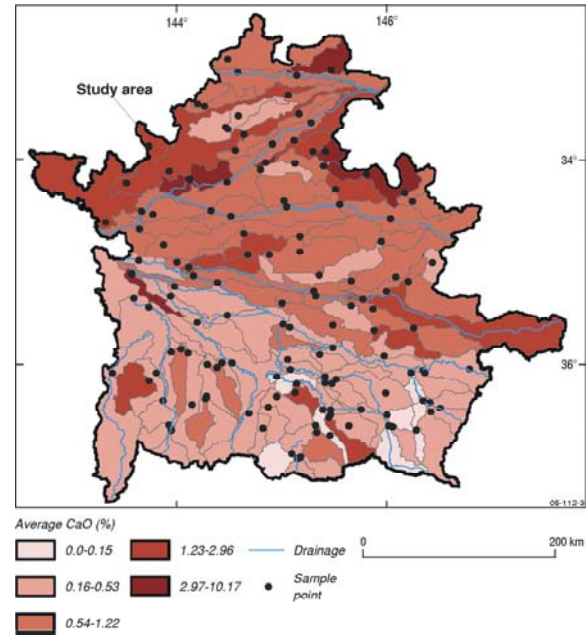 144° 146°
Study area
34°
36°
06-112-3
Average CaO (%)
0.0-0.15 1.23-2.96 Drainage 0 200 km
0.16-0.53 2.97-10.17 Sample
point
0.54-1.22